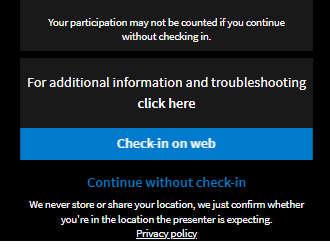 Your participation may not be counted if you continue
without checking in.
For additional information and troubleshooting
click here
Check-in on web
Continue without check-in
We never store or share your location, we just confirm whether
you're in the location the presenter is expecting.
Privacy policy